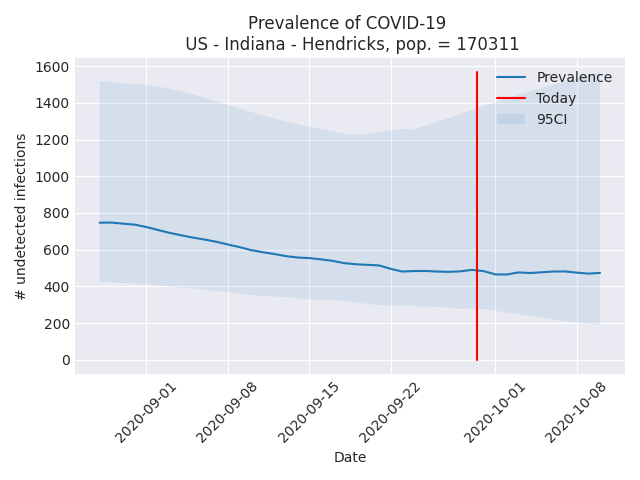 Prevalence of COVID-19
US - Indiana - Hendricks, pop. = 170311
1600
1400
1200
1000
800
600
400
200
0
# undetected infections
Prevalence
Today
95CI
2020-09-01
2020-09-08
2020-09-15
2020-09-22
2020-10-01
2020-10-08
Date